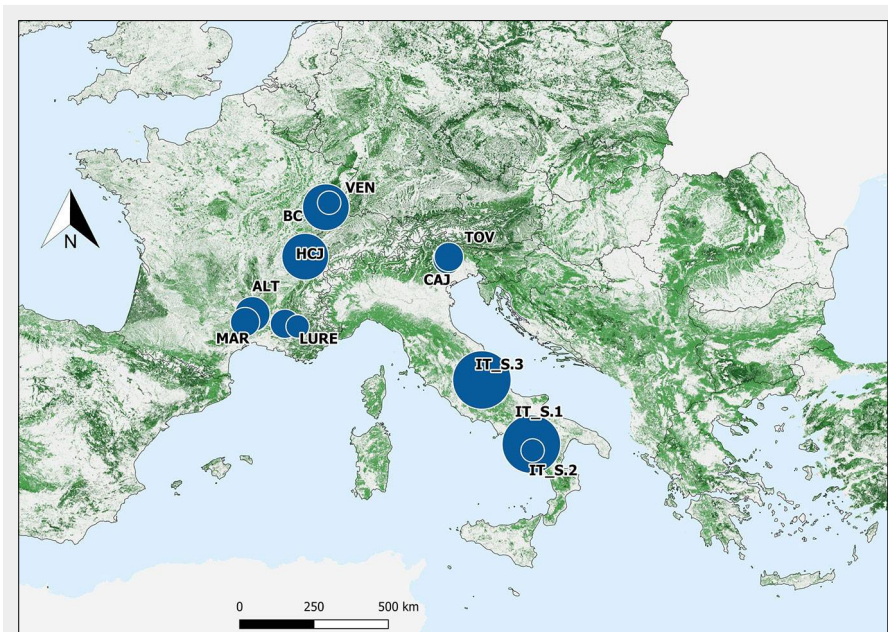 VEN
BC
N
TOV
HCJ
CAJ
ALT
MAR
LURE
IT_S.3
IT_S.1
IT_S.2
0 250 500 km